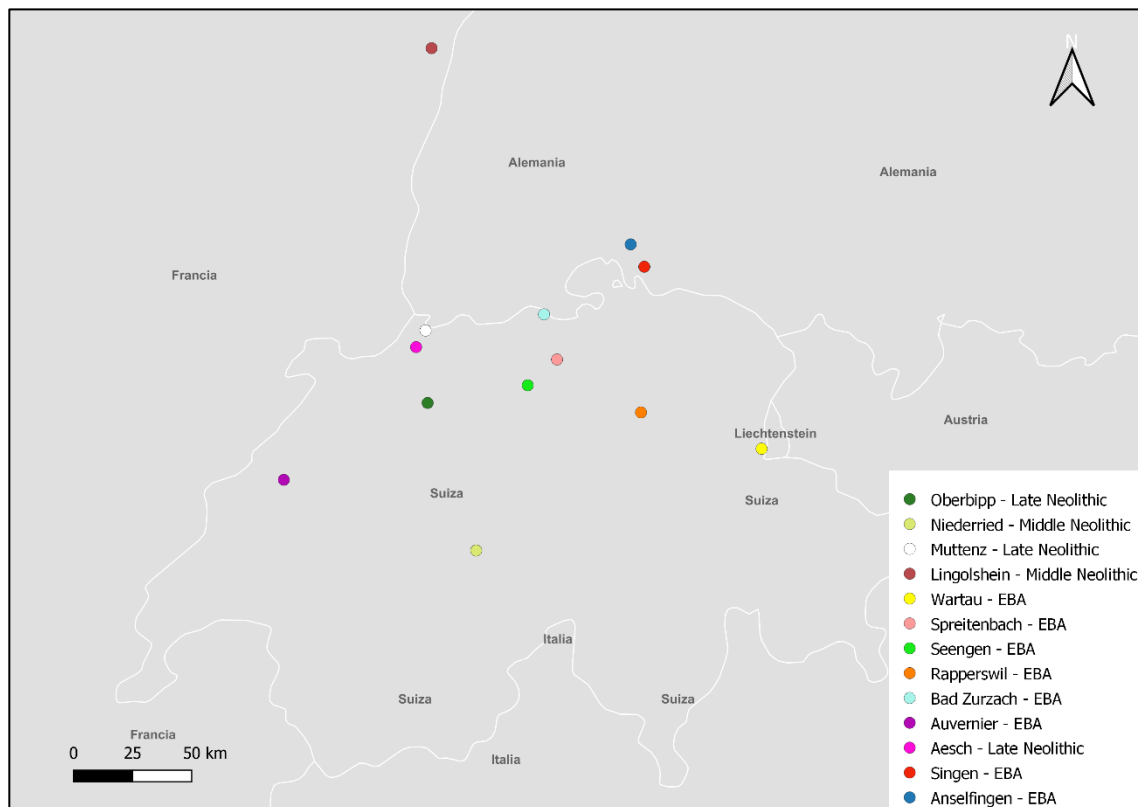 N
Alemania
Alemania
Francia
Liechtenstein
Austria
Suiza
Suiza
Italia
Suiza
Suiza
Francia
Italia
0 25 50 km
Oberbipp - Late Neolithic
Niederried - Middle Neolithic
Muttenz - Late Neolithic
Lingolshein - Middle Neolithic
Wartau - EBA
Spreitenbach - EBA
Seengen - EBA
Rapperswil - EBA
Bad Zurzach - EBA
Auvernier - EBA
Aesch - Late Neolithic
Singen - EBA
Anselfingen - EBA